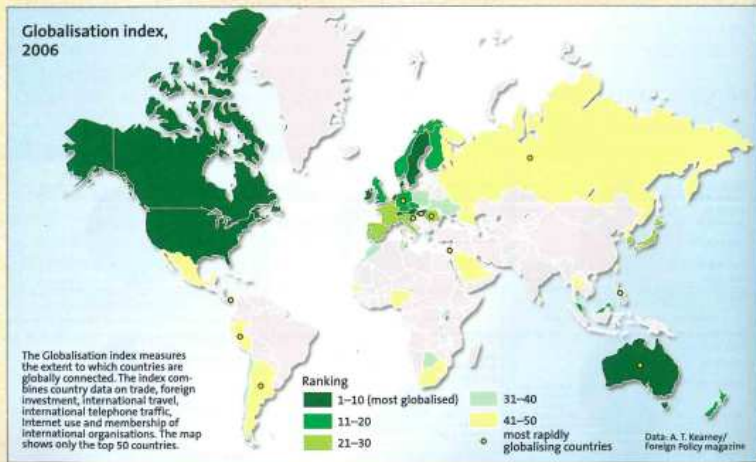 Globalisation index,
2006
The Globalisation index measures
the extent to which countries are
globally connected. The index com-
bines country data on trade, foreign
investment, international travel,
international telephone traffic,
Internet use and membership of
international organisations. The map
shows only the top 50 countries.
Ranking
1–10 (most globalised)
11–20
21–30
31–40
41–50
most rapidly
globalising countries
Data: A. T. Kearney/
Foreign Policy magazine